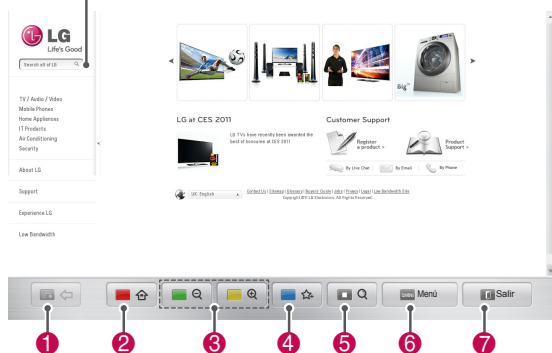 LG
Life's Good
Search all of LG
TV / Audio / Video
Mobile Phones
Home Appliances
IT Products
Air Conditioning
Security
About LG
Support
Experience LG
Low Bandwidth
Big
LG at CES 2011
LG TVs have recently been awarded the
best of honourees at CES 2011
Customer Support
Register
a product >
Product
Support >
By Live Chat
By Email
By Phone
UK: English
Contact Us | Sitemap | Glossary | Buyers' Guide | Jobs | Privacy | Legal | Low Bandwidth Site
Copyright 2011 LG Electronics. All Rights Reserved.
Menú
Salir
1
2
3
4
5
6
7